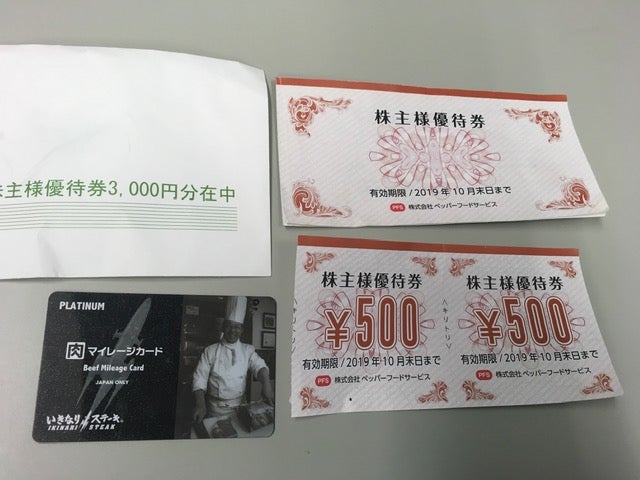 主様優待券3,000円分在中
株主様優待券
有効期限/2019年10月末日まで
PFS 株式会社 ペッパーフードサービス
株主様優待券
¥500
有効期限/2019年10月末日まで
PFS 株式会社 ペッパーフードサービス
キリトリ
株主様優待券
¥500
有効期限/2019年10月末日まで
PFS 株式会社 ペッパーフードサービス
キリトリ
PLATINUM
肉 マイレージカード
Beef Mileage Card
JAPAN ONLY
いきなりステーキ
IKINARI STEAK